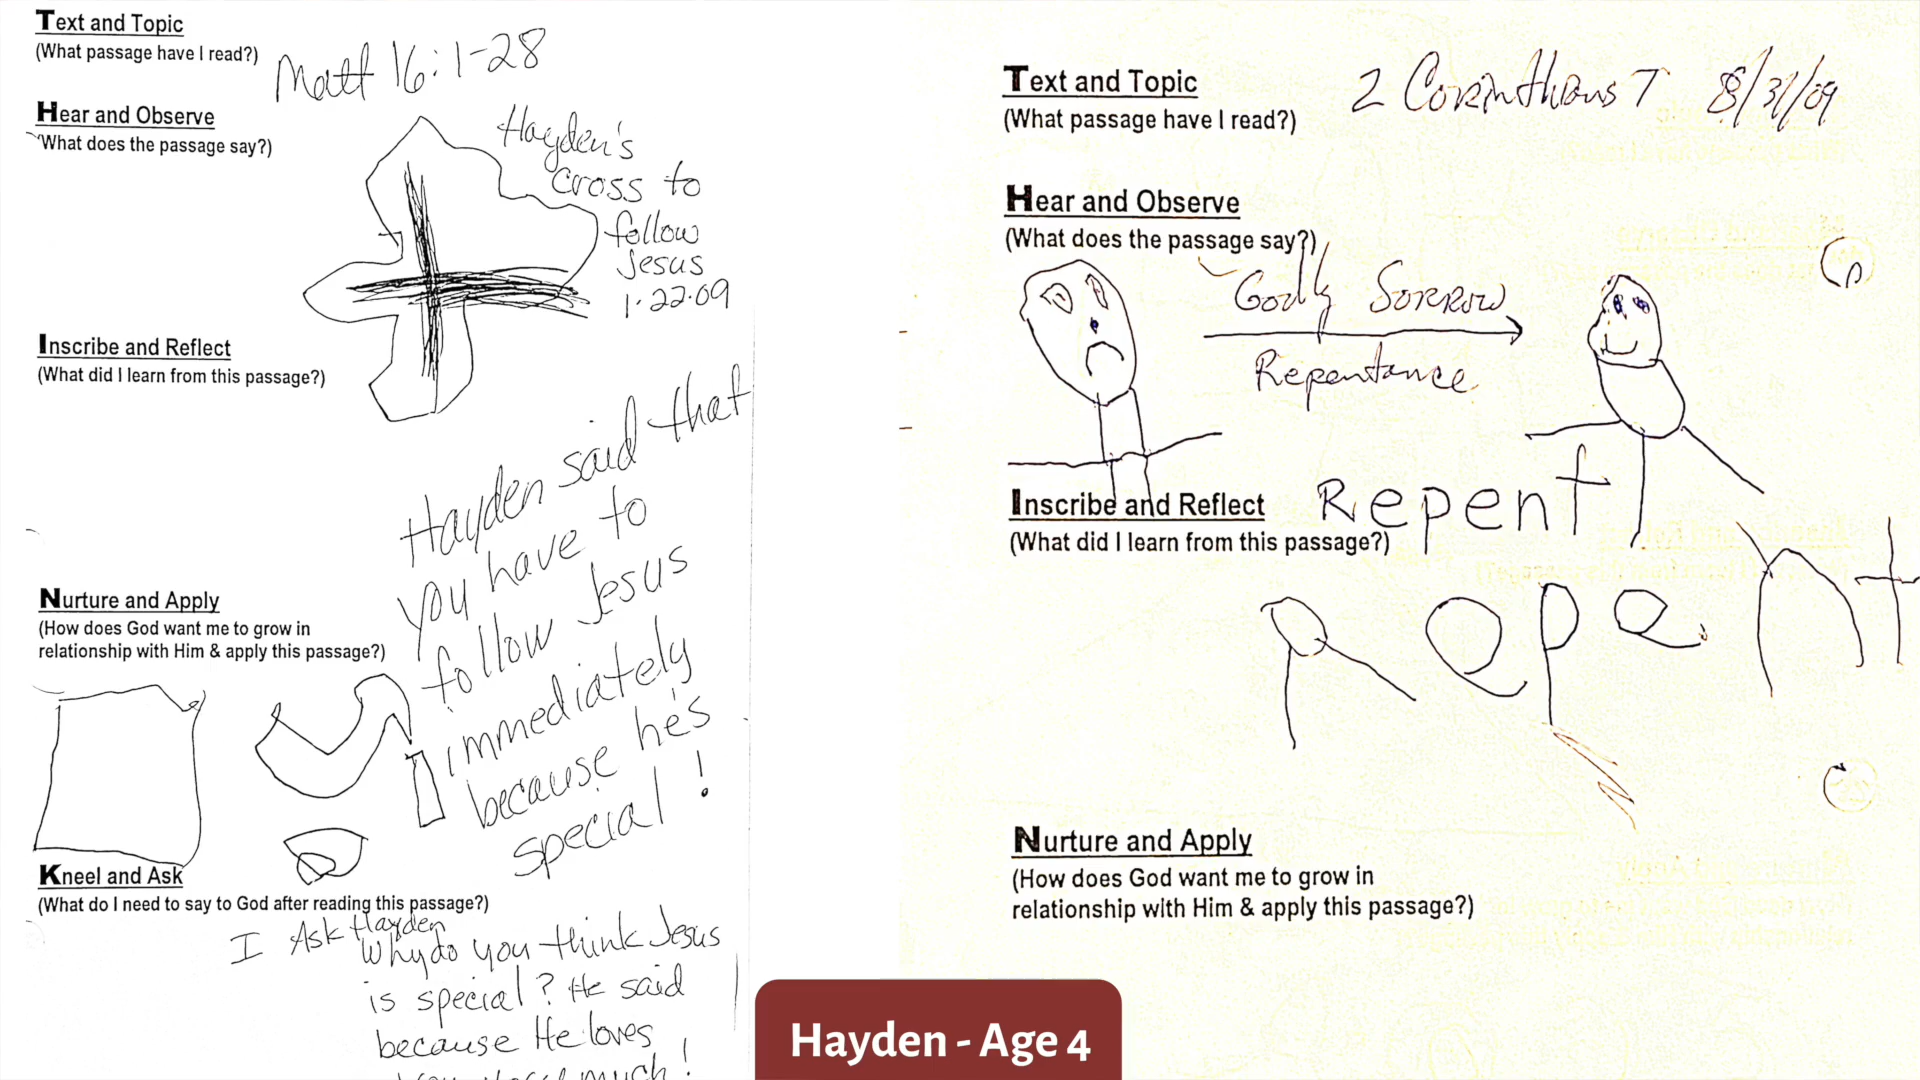 Text and Topic
(What passage have I read?)
Matt 16:1-28
Hear and Observe
(What does the passage say?)
Hayden's
cross to
follow
Jesus
1.22.09
Inscribe and Reflect
(What did I learn from this passage?)
Hayden said that
you have to
follow Jesus
immediately
because he's
special!
Nurture and Apply
(How does God want me to grow in
relationship with Him & apply this passage?)
Kneel and Ask
(What do I need to say to God after reading this passage?)
I Ask Hayden
Why do you think Jesus
is special? He said
because He loves
much!
Text and Topic
(What passage have I read?)
2 Corinthians 7 8/31/09
Hear and Observe
(What does the passage say?)
Godly Sorrow
Repentance
Inscribe and Reflect
(What did I learn from this passage?)
Repent
Repent
Nurture and Apply
(How does God want me to grow in
relationship with Him & apply this passage?)
Hayden - Age 4